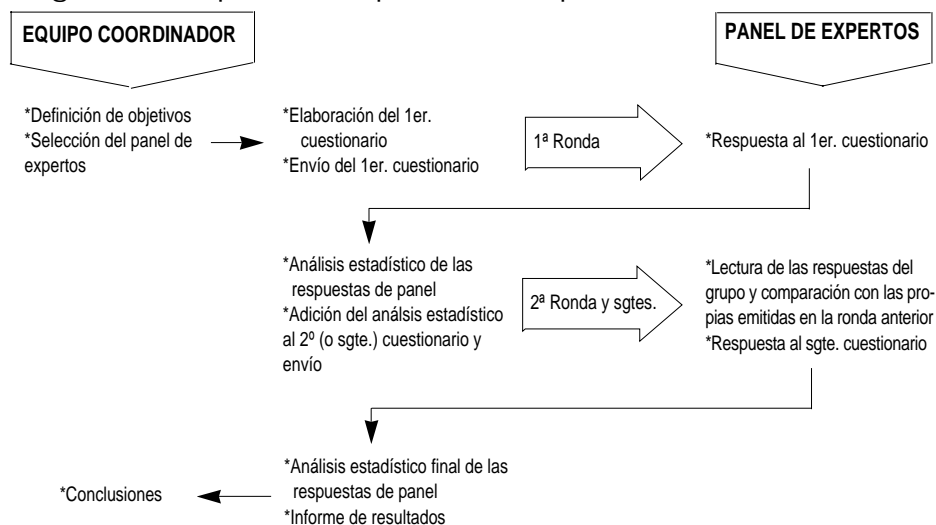 EQUIPO COORDINADOR
PANEL DE EXPERTOS
*Definición de objetivos
*Selección del panel de
expertos
*Elaboración del 1er.
cuestionario
*Envío del 1er. cuestionario
1ª Ronda
*Respuesta al 1er. cuestionario
*Análisis estadístico de las
respuestas de panel
*Adición del análsis estadístico
al 2º (o sgte.) cuestionario y
envío
2ª Ronda y sgtes.
*Lectura de las respuestas del
grupo y comparación con las pro-
pias emitidas en la ronda anterior
*Respuesta al sgte. cuestionario
*Análisis estadístico final de las
respuestas de panel
*Informe de resultados
*Conclusiones